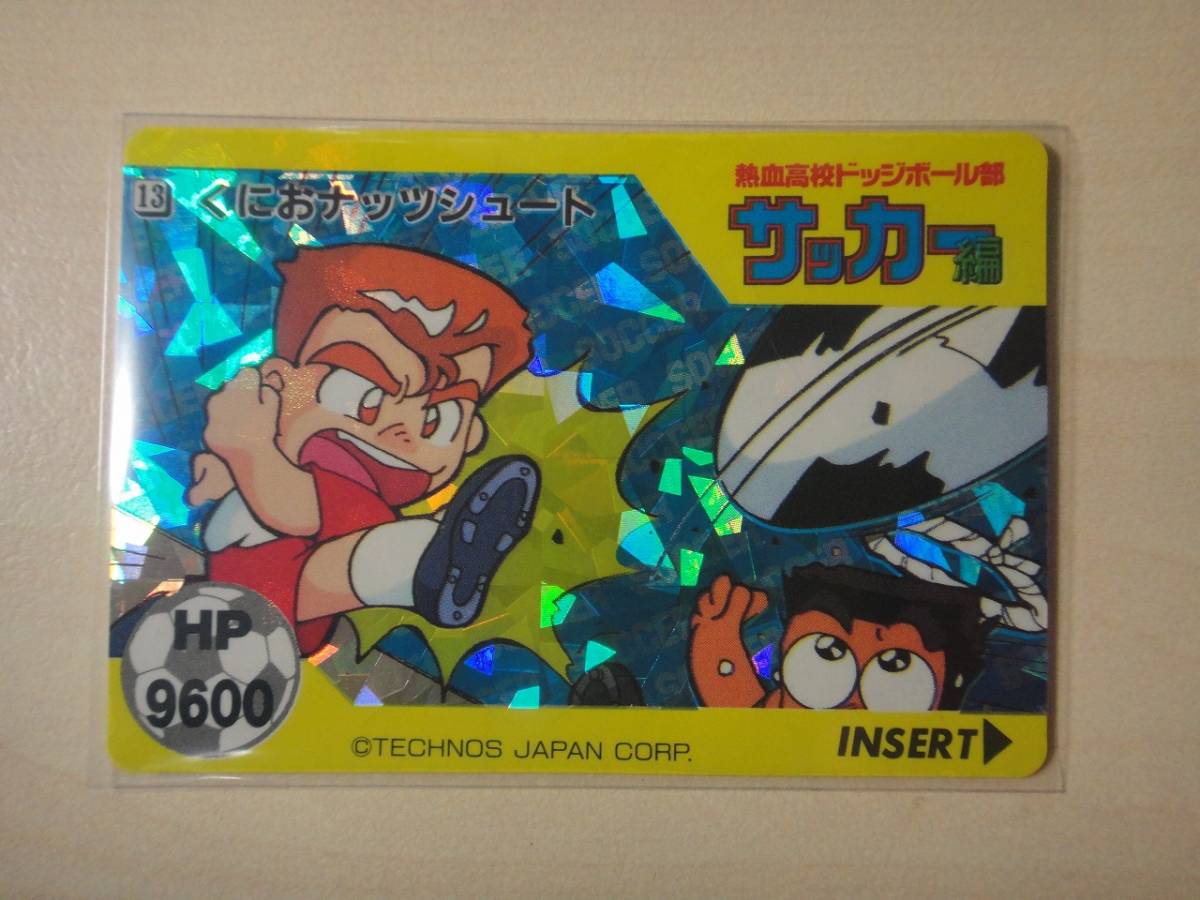 13 くにおナッツシュート
熱血高校ドッジボール部
サッカー編
HP
9600
©TECHNOS JAPAN CORP.
INSERT▶